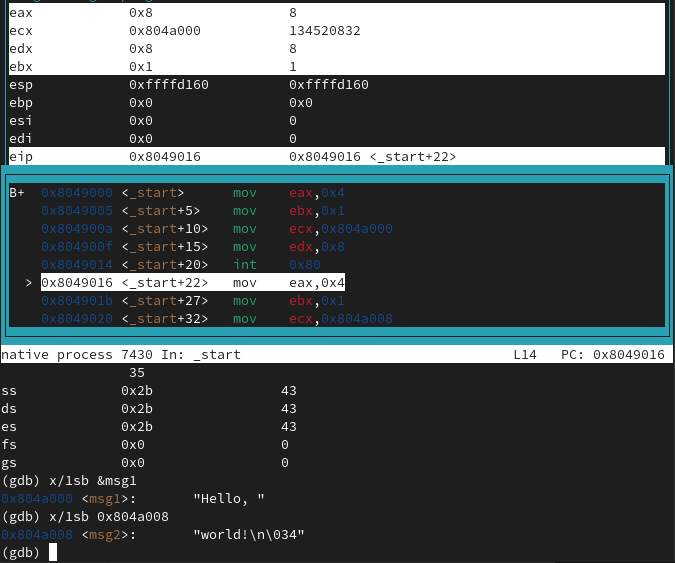 eax 0x8 8
ecx 0x804a000 134520832
edx 0x8 8
ebx 0x1 1
esp 0xffffd160 0xffffd160
ebp 0x0 0x0
esi 0x0 0
edi 0x0 0
eip 0x8049016 0x8049016 <_start+22>
B+ 0x8049000 <_start> mov eax,0x4
0x8049005 <_start+5> mov ebx,0x1
0x804900a <_start+10> mov ecx,0x804a000
0x804900f <_start+15> mov edx,0x8
0x8049014 <_start+20> int 0x80
> 0x8049016 <_start+22> mov eax,0x4
0x804901b <_start+27> mov ebx,0x1
0x8049020 <_start+32> mov ecx,0x804a008
native process 7430 In: _start L14 PC: 0x8049016
35
ss 0x2b 43
ds 0x2b 43
es 0x2b 43
fs 0x0 0
gs 0x0 0
(gdb) x/1sb &msg1
0x804a000 <msg1>: "Hello, "
(gdb) x/1sb 0x804a008
0x804a008 <msg2>: "world!\n\034"
(gdb)